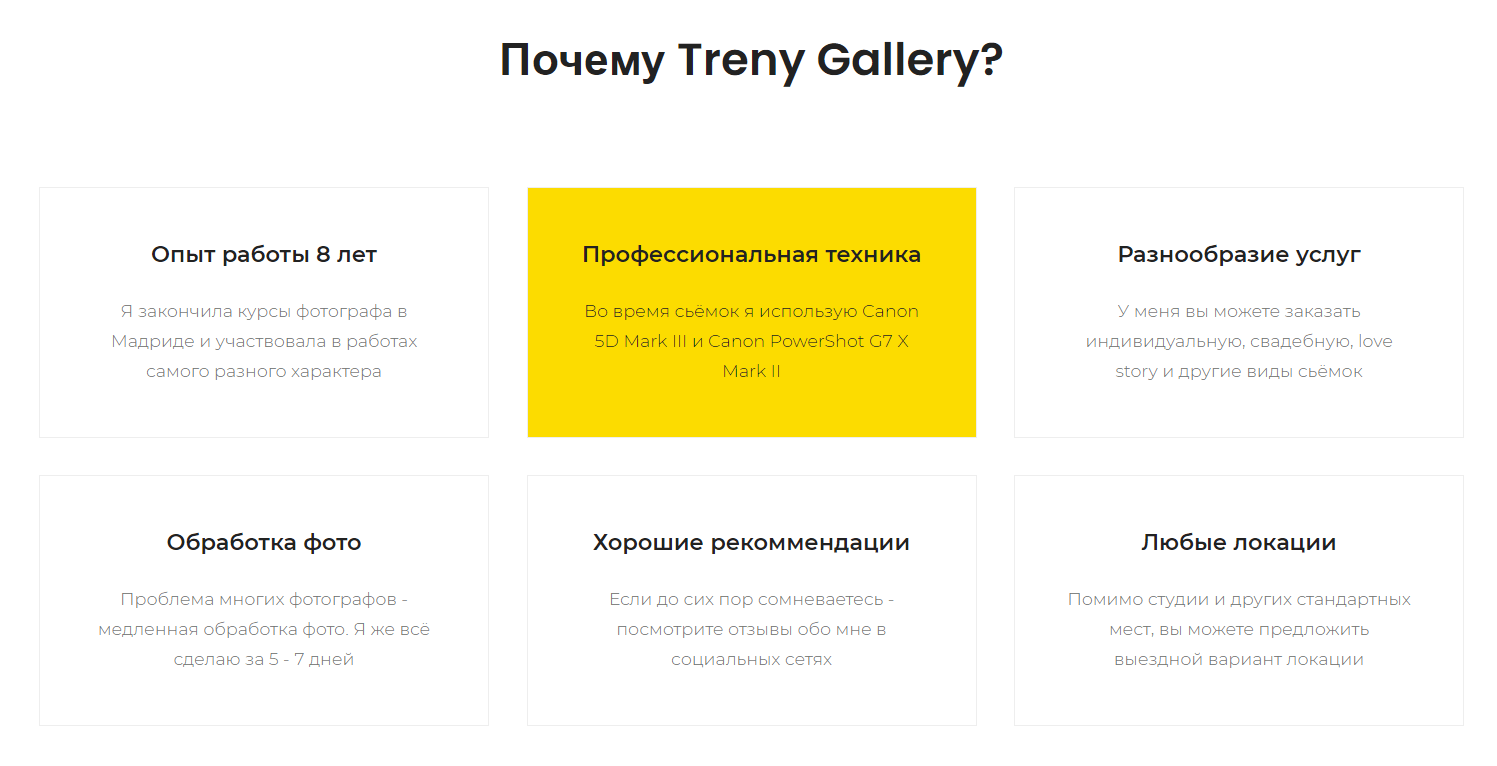 Почему Treny Gallery?
Опыт работы 8 лет
Я закончила курсы фотографа в
Мадриде и участвовала в работах
самого разного характера
Профессиональная техника
Во время сьёмок я использую Canon
5D Mark III и Canon PowerShot G7 X
Mark II
Разнообразие услуг
У меня вы можете заказать
индивидуальную, свадебную, love
story и другие виды сьёмок
Обработка фото
Проблема многих фотографов -
медленная обработка фото. Я же всё
сделаю за 5 - 7 дней
Хорошие рекоммендации
Если до сих пор сомневаетесь -
посмотрите отзывы обо мне в
социальных сетях
Любые локации
Помимо студии и других стандартных
мест, вы можете предложить
выездной вариант локации